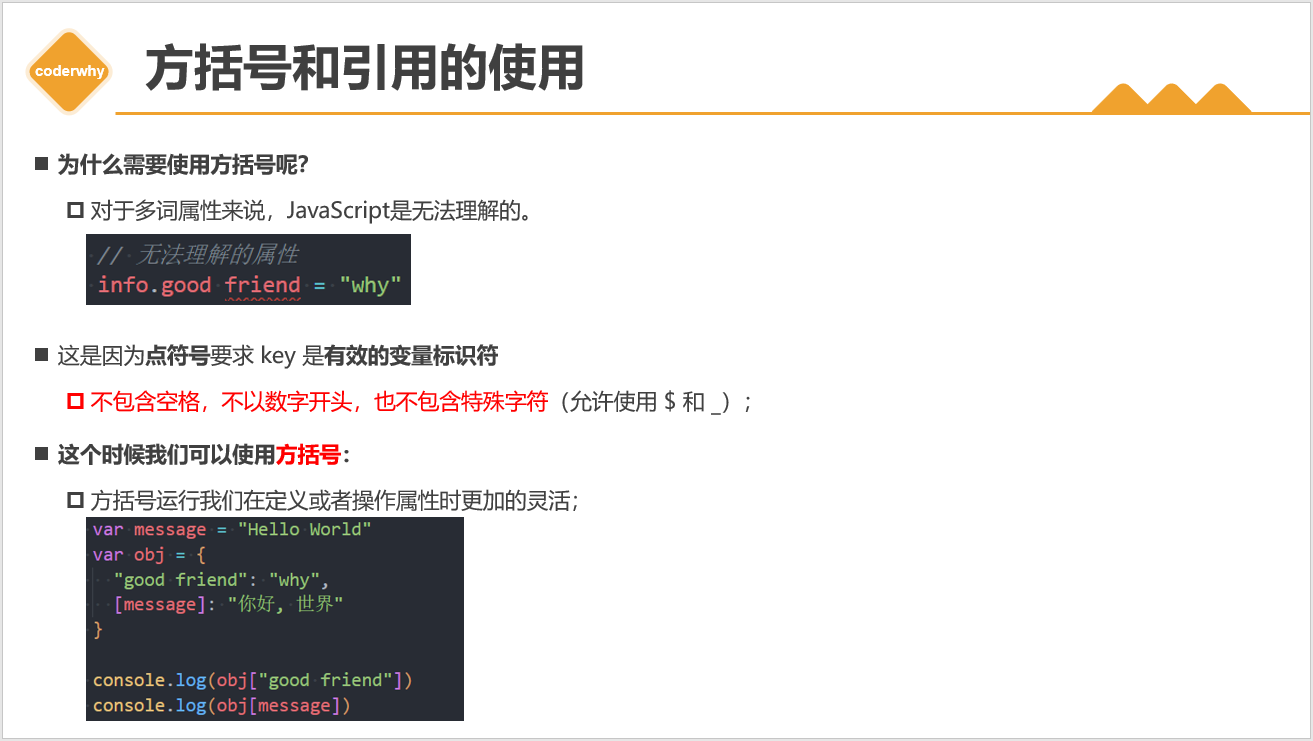 coderwhy
方括号和引用的使用
为什么需要使用方括号呢？
对于多词属性来说，JavaScript是无法理解的。
// 无法理解的属性
info.good friend = "why"
这是因为点符号要求 key 是有效的变量标识符
不包含空格，不以数字开头，也不包含特殊字符（允许使用 $ 和 _）；
这个时候我们可以使用方括号：
方括号运行我们在定义或者操作属性时更加的灵活；
var message = "Hello World"
var obj = {
  "good friend": "why",
  [message]: "你好, 世界"
}
console.log(obj["good friend"])
console.log(obj[message])